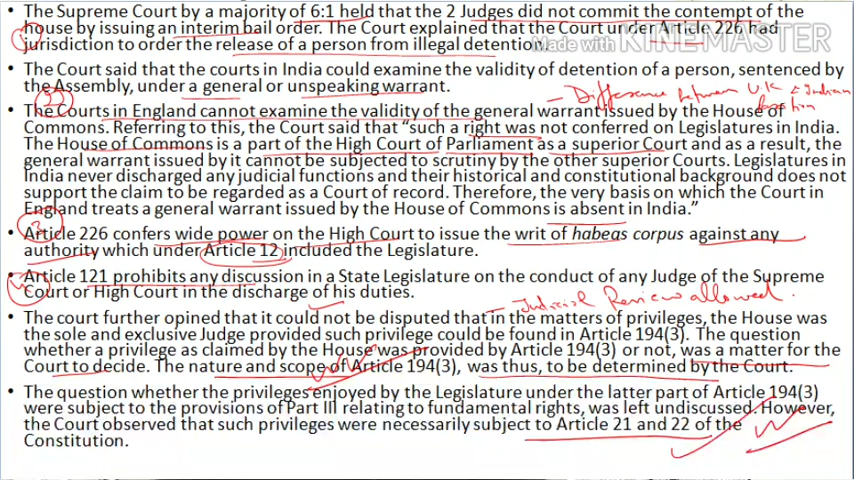 • The Supreme Court by a majority of 6:1 held that the 2 Judges did not commit the contempt of the
house by issuing an interim bail order. The Court explained that the Court under Article 226 had
jurisdiction to order the release of a person from illegal detention.
Made with KINEMASTER
• The Court said that the courts in India could examine the validity of detention of a person, sentenced by
the Assembly, under a general or unspeaking warrant.
– Difference between U.K & Indian
• The Courts in England cannot examine the validity of the general warrant issued by the House of
Commons. Referring to this, the Court said that “such a right was not conferred on Legislatures in India.
The House of Commons is a part of the High Court of Parliament as a superior Court and as a result, the
general warrant issued by it cannot be subjected to scrutiny by the other superior Courts. Legislatures in
India never discharged any judicial functions and their historical and constitutional background does not
support the claim to be regarded as a Court of record. Therefore, the very basis on which the Court in
England treats a general warrant issued by the House of Commons is absent in India.”
• Article 226 confers wide power on the High Court to issue the writ of habeas corpus against any
authority which under Article 12 included the Legislature.
• Article 121 prohibits any discussion in a State Legislature on the conduct of any Judge of the Supreme
Court or High Court in the discharge of his duties.
– Judicial Review allowed.
• The court further opined that it could not be disputed that in the matters of privileges, the House was
the sole and exclusive Judge provided such privilege could be found in Article 194(3). The question
whether a privilege as claimed by the House was provided by Article 194(3) or not, was a matter for the
Court to decide. The nature and scope of Article 194(3), was thus, to be determined by the Court.
• The question whether the privileges enjoyed by the Legislature under the latter part of Article 194(3)
were subject to the provisions of Part III relating to fundamental rights, was left undiscussed. However,
the Court observed that such privileges were necessarily subject to Article 21 and 22 of the
Constitution.